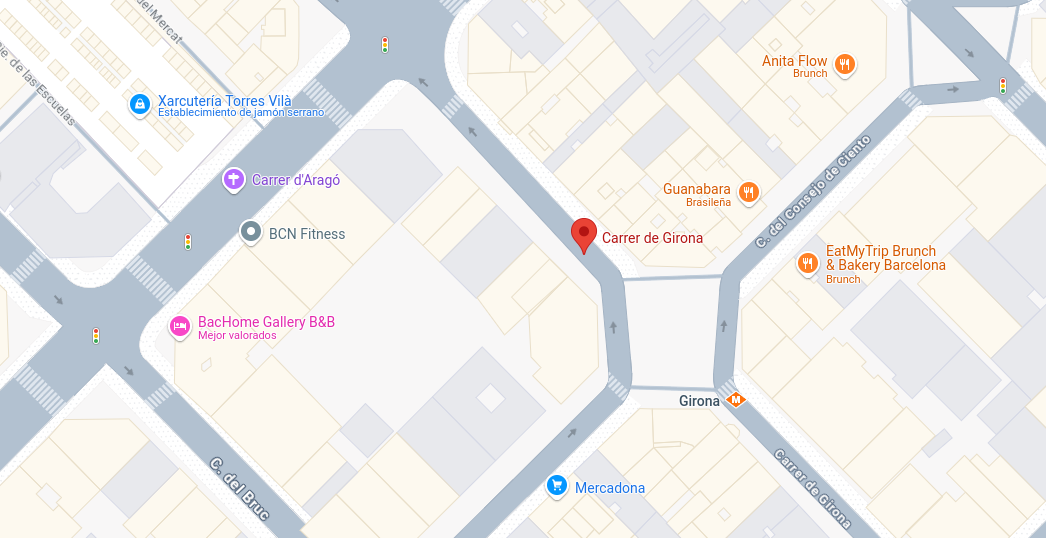 del Mercat
je. de las Escuelas
Xarcutería Torres Vilà
Establecimiento de jamón serrano
Anita Flow
Brunch
Carrer d'Aragó
Guanabara
Brasileña
C. del Consejo de Ciento
BCN Fitness
Carrer de Girona
EatMyTrip Brunch
& Bakery Barcelona
Brunch
BacHome Gallery B&B
Mejor valorados
Girona
M
C. del Bruc
Mercadona
Carrer de Girona